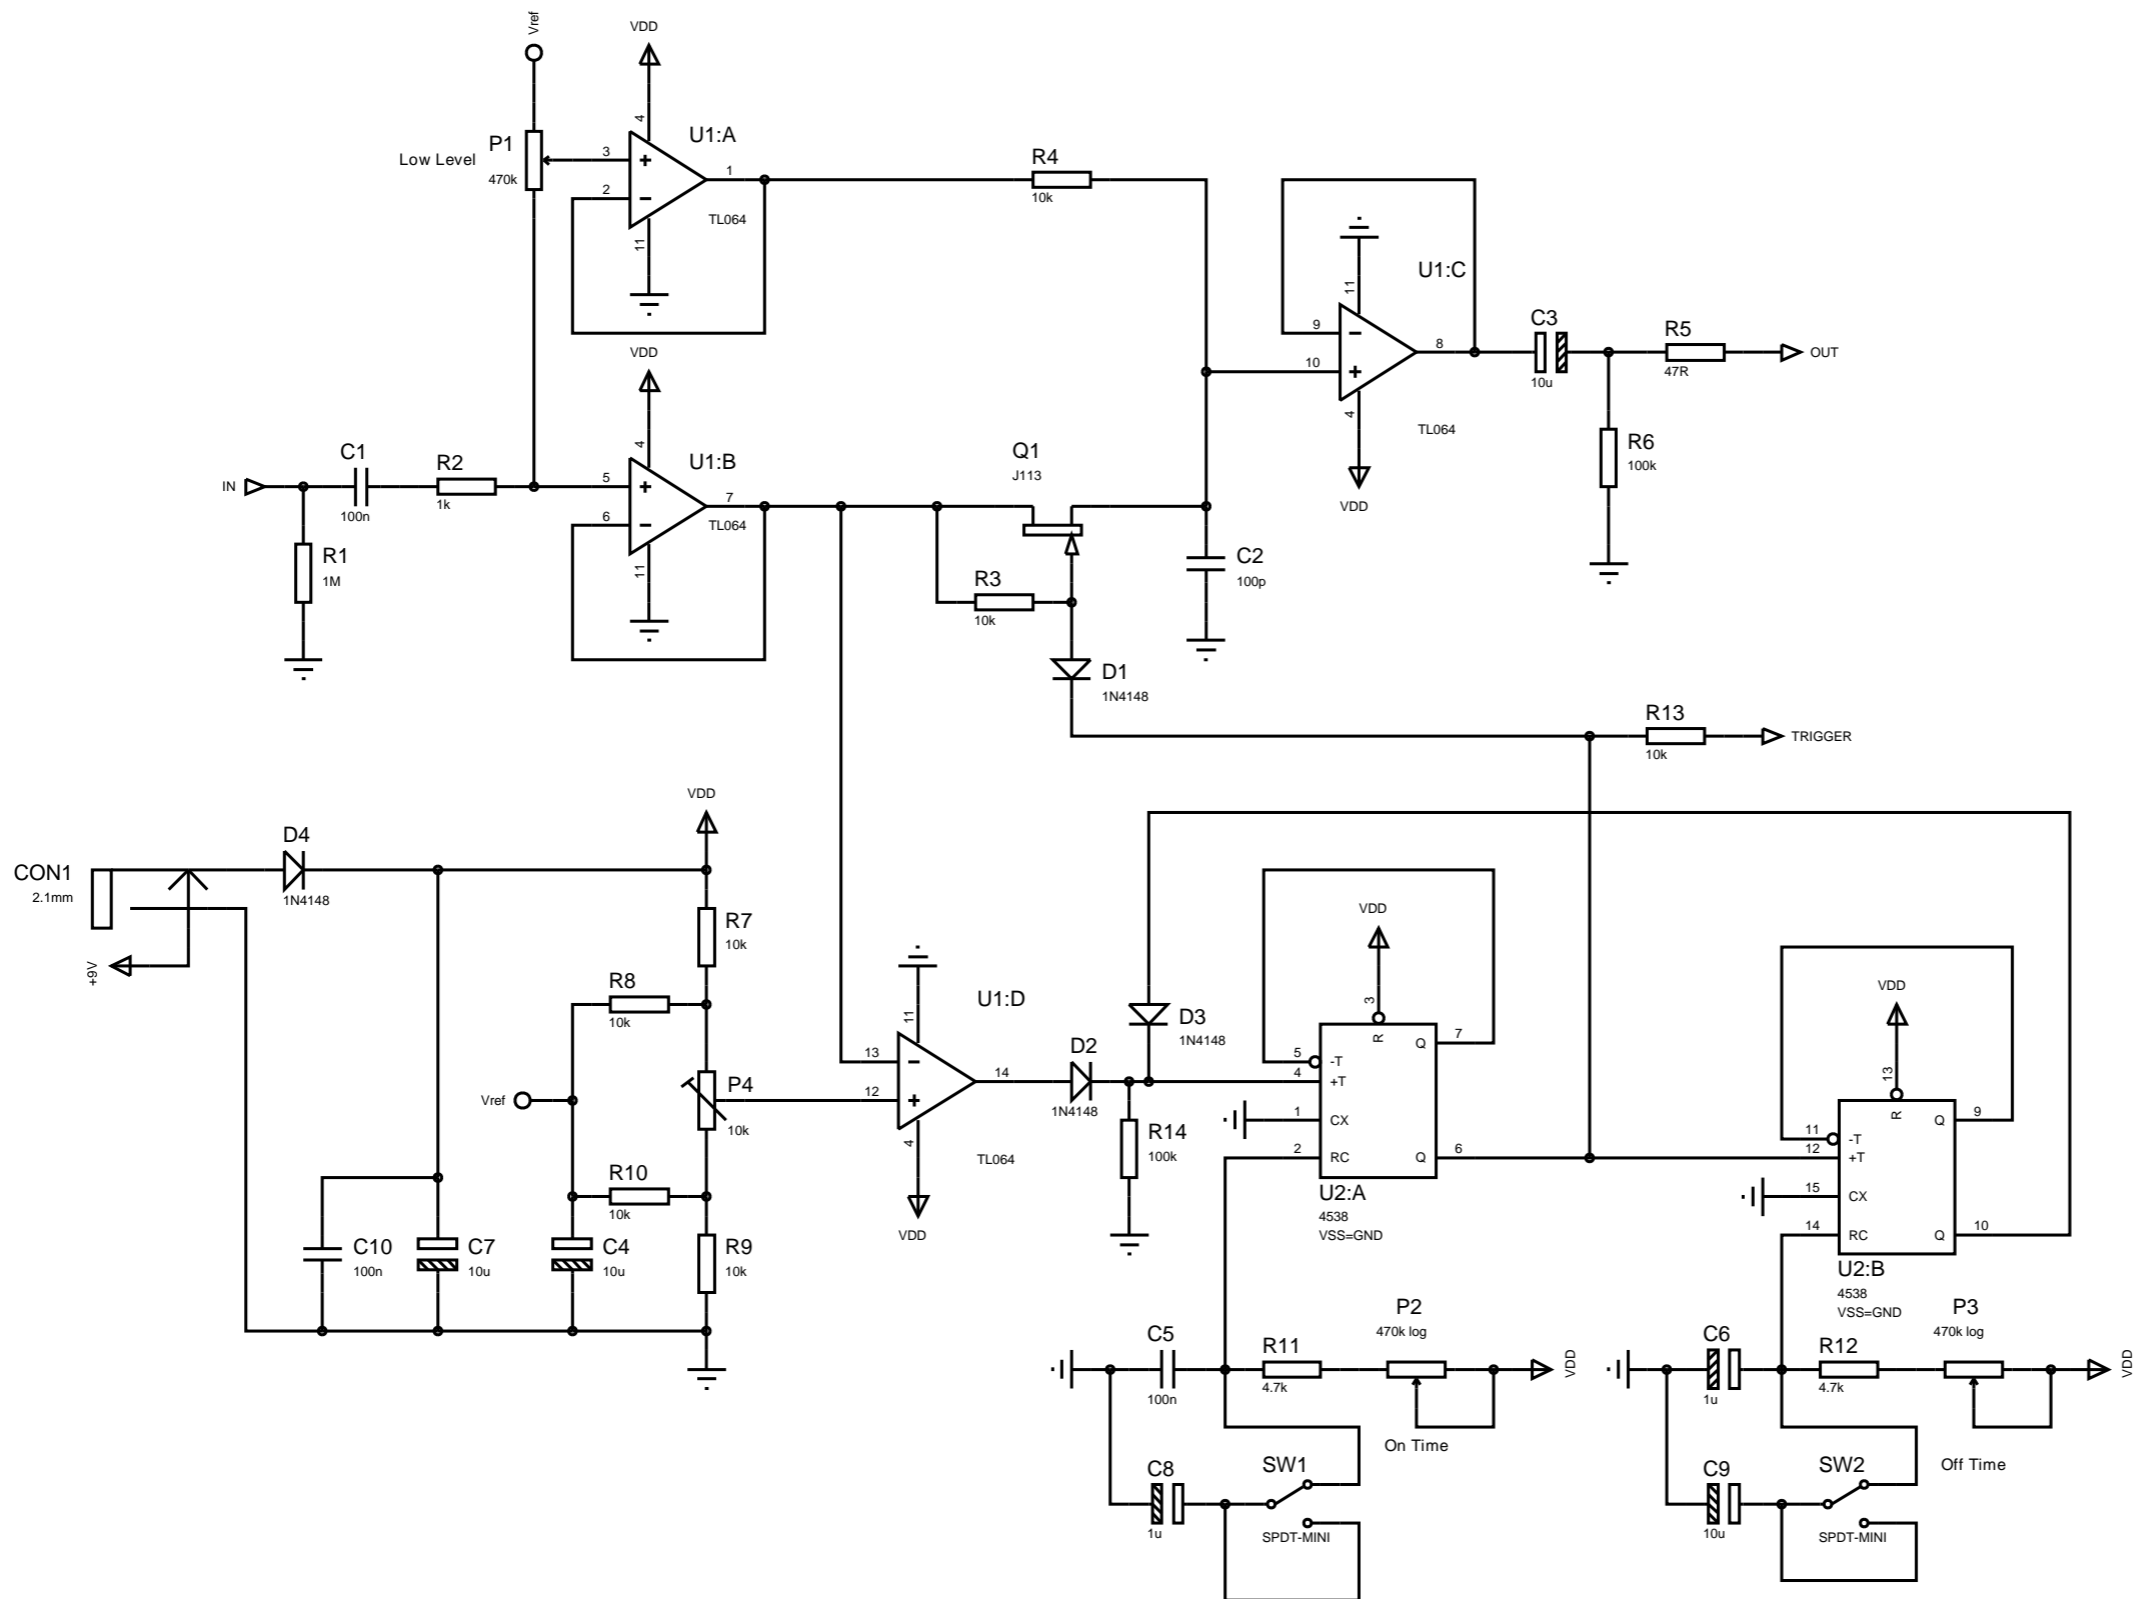 Vref
VDD
P1
Low Level
470k
3
2
4
11
+
−
U1:A
1
TL064
R4
10k
VDD
4
11
5
6
+
−
U1:B
7
TL064
IN
C1
100n
R2
1k
R1
1M
Q1
J113
R3
10k
D1
1N4148
C2
100p
U1:C
11
9
10
−
+
8
4
TL064
VDD
C3
10u
R5
47R
OUT
R6
100k
R13
10k
TRIGGER
CON1
2.1mm
+9V
D4
1N4148
VDD
R7
10k
R8
10k
Vref
P4
10k
R10
10k
C10
100n
C7
10u
C4
10u
R9
10k
U1:D
11
13
12
−
+
14
4
TL064
VDD
D2
1N4148
D3
1N4148
R14
100k
VDD
3
R
Q
7
5
-T
4
+T
1
CX
2
RC
Q
6
U2:A
4538
VSS=GND
VDD
13
R
Q
9
11
-T
12
+T
15
CX
14
RC
Q
10
U2:B
4538
VSS=GND
C5
100n
R11
4.7k
P2
470k log
VDD
On Time
C8
1u
SW1
SPDT-MINI
C6
1u
R12
4.7k
P3
470k log
VDD
Off Time
C9
10u
SW2
SPDT-MINI